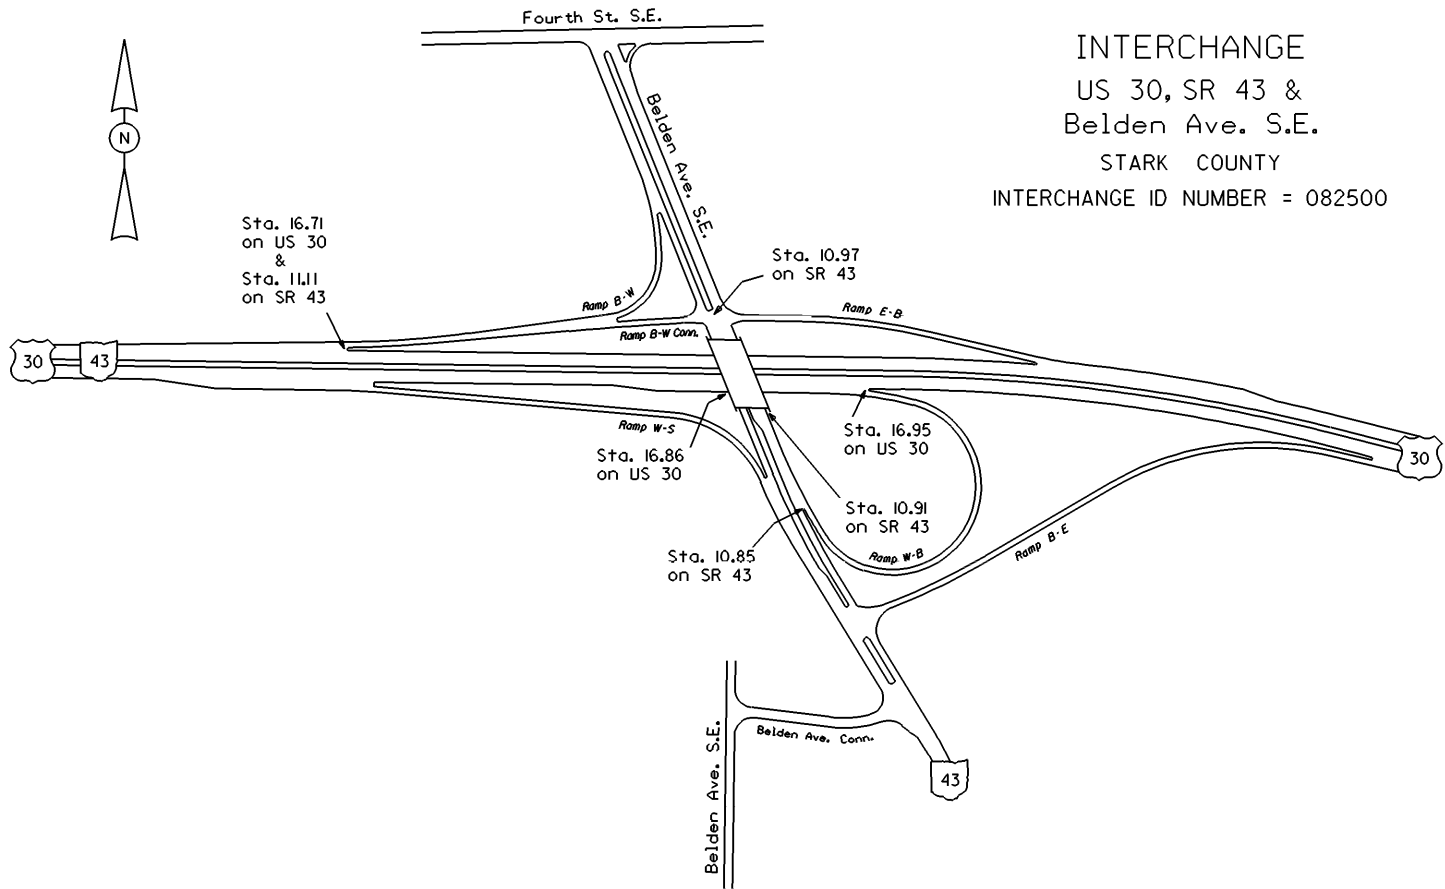 Fourth St. S.E.
INTERCHANGE
US 30, SR 43 &
Belden Ave. S.E.
STARK COUNTY
INTERCHANGE ID NUMBER = 082500
N
Belden Ave. S.E.
Sta. 16.71
on US 30
&
Sta. 11.11
on SR 43
Sta. 10.97
on SR 43
Ramp B-W
Ramp E-B
Ramp B-W Conn.
30
43
Ramp W-S
Sta. 16.86
on US 30
Sta. 16.95
on US 30
30
Sta. 10.91
on SR 43
Sta. 10.85
on SR 43
Ramp W-B
Ramp B-E
Belden Ave. S.E.
Belden Ave. Conn.
43